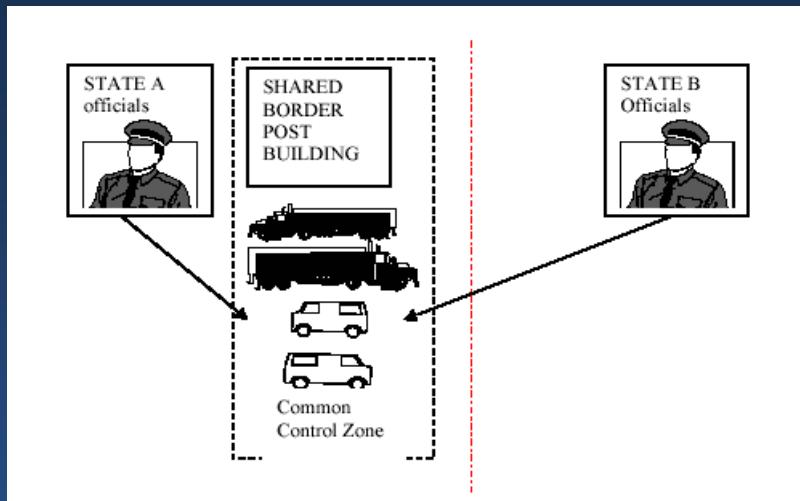 STATE A
officials
SHARED
BORDER
POST
BUILDING
STATE B
Officials
Common
Control Zone